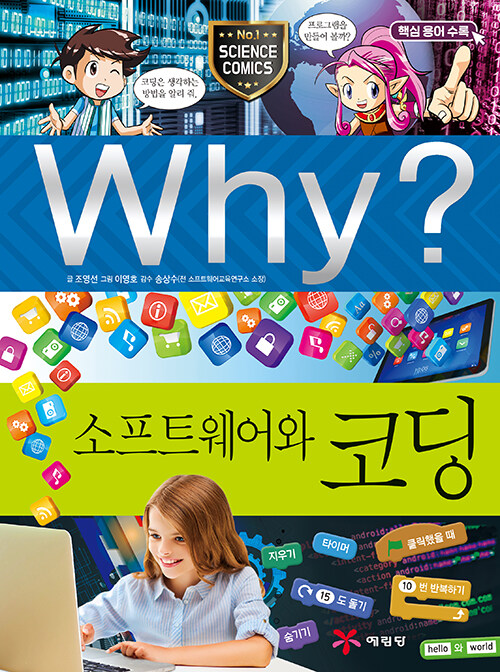 No.1
SCIENCE
COMICS
코딩은 생각하는
방법을 알려 줘.
프로그램을
만들어 볼까?
핵심 용어 수록
Why?
글 조영선 그림 이영호 감수 송상수(전 소프트웨어교육연구소 소장)
소프트웨어와 코딩
지우기
타이머
클릭했을 때
15 도 돌기
10 번 반복하기
숨기기
예림당
hello 와 world